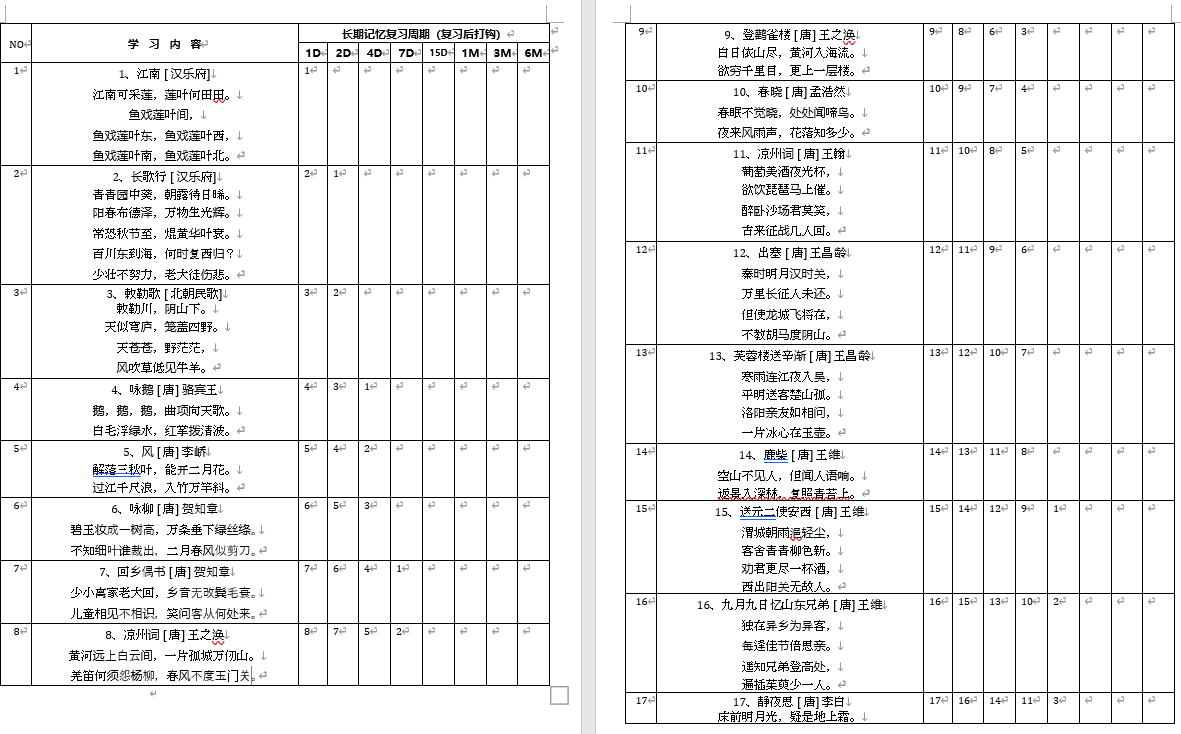 NO 学 习 内 容 长期记忆复习周期（复习后打钩）
1D 2D 4D 7D 15D 1M 3M 6M
1 1、江南 [ 汉乐府] 1
江南可采莲，莲叶何田田。
鱼戏莲叶间，
鱼戏莲叶东，鱼戏莲叶西，
鱼戏莲叶南，鱼戏莲叶北。
2 2、长歌行 [ 汉乐府] 2 1
青青园中葵，朝露待日晞。
阳春布德泽，万物生光辉。
常恐秋节至，焜黄华叶衰。
百川东到海，何时复西归？
少壮不努力，老大徒伤悲。
3 3、敕勒歌 [ 北朝民歌] 3 2
敕勒川，阴山下。
天似穹庐，笼盖四野。
天苍苍，野茫茫，
风吹草低见牛羊。
4 4、咏鹅 [ 唐] 骆宾王 4 3 1
鹅，鹅，鹅，曲项向天歌。
白毛浮绿水，红掌拨清波。
5 5、风 [ 唐] 李峤 5 4 2
解落三秋叶，能开二月花。
过江千尺浪，入竹万竿斜。
6 6、咏柳 [ 唐] 贺知章 6 5 3
碧玉妆成一树高，万条垂下绿丝绦。
不知细叶谁裁出，二月春风似剪刀。
7 7、回乡偶书 [ 唐] 贺知章 7 6 4 1
少小离家老大回，乡音无改鬓毛衰。
儿童相见不相识，笑问客从何处来。
8 8、凉州词 [ 唐] 王之涣 8 7 5 2
黄河远上白云间，一片孤城万仞山。
羌笛何须怨杨柳，春风不度玉门关。
9 9、登鹳雀楼 [ 唐] 王之涣 9 8 6 3
白日依山尽，黄河入海流。
欲穷千里目，更上一层楼。
10 10、春晓 [ 唐] 孟浩然 10 9 7 4
春眠不觉晓，处处闻啼鸟。
夜来风雨声，花落知多少。
11 11、凉州词 [ 唐] 王翰 11 10 8 5
葡萄美酒夜光杯，
欲饮琵琶马上催。
醉卧沙场君莫笑，
古来征战几人回。
12 12、出塞 [ 唐] 王昌龄 12 11 9 6
秦时明月汉时关，
万里长征人未还。
但使龙城飞将在，
不教胡马度阴山。
13 13、芙蓉楼送辛渐 [ 唐] 王昌龄 13 12 10 7
寒雨连江夜入吴，
平明送客楚山孤。
洛阳亲友如相问，
一片冰心在玉壶。
14 14、鹿柴 [ 唐] 王维 14 13 11 8
空山不见人，但闻人语响。
返景入深林，复照青苔上。
15 15、送元二使安西 [ 唐] 王维 15 14 12 9 1
渭城朝雨浥轻尘，
客舍青青柳色新。
劝君更尽一杯酒，
西出阳关无故人。
16 16、九月九日忆山东兄弟 [ 唐] 王维 16 15 13 10 2
独在异乡为异客，
每逢佳节倍思亲。
遥知兄弟登高处，
遍插茱萸少一人。
17 17、静夜思 [ 唐] 李白 17 16 14 11 3 1
床前明月光，疑是地上霜。